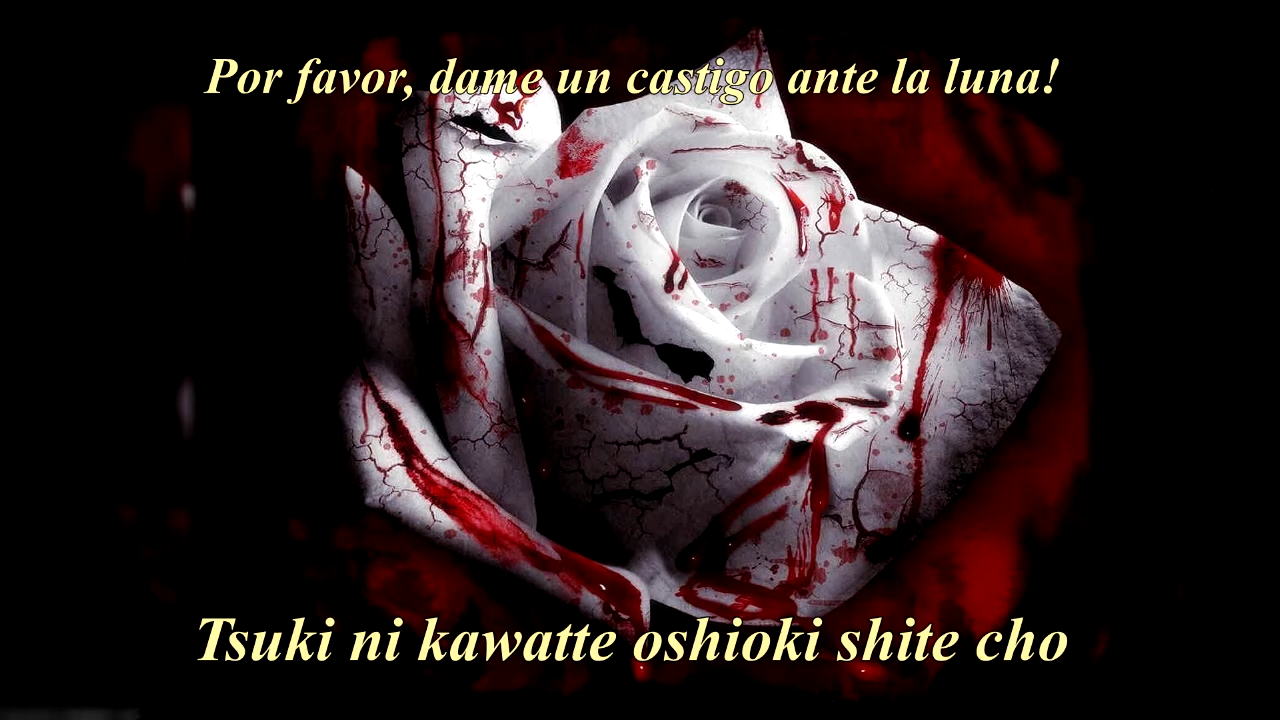 Por favor, dame un castigo ante la luna!
Tsuki ni kawatte oshioki shite cho